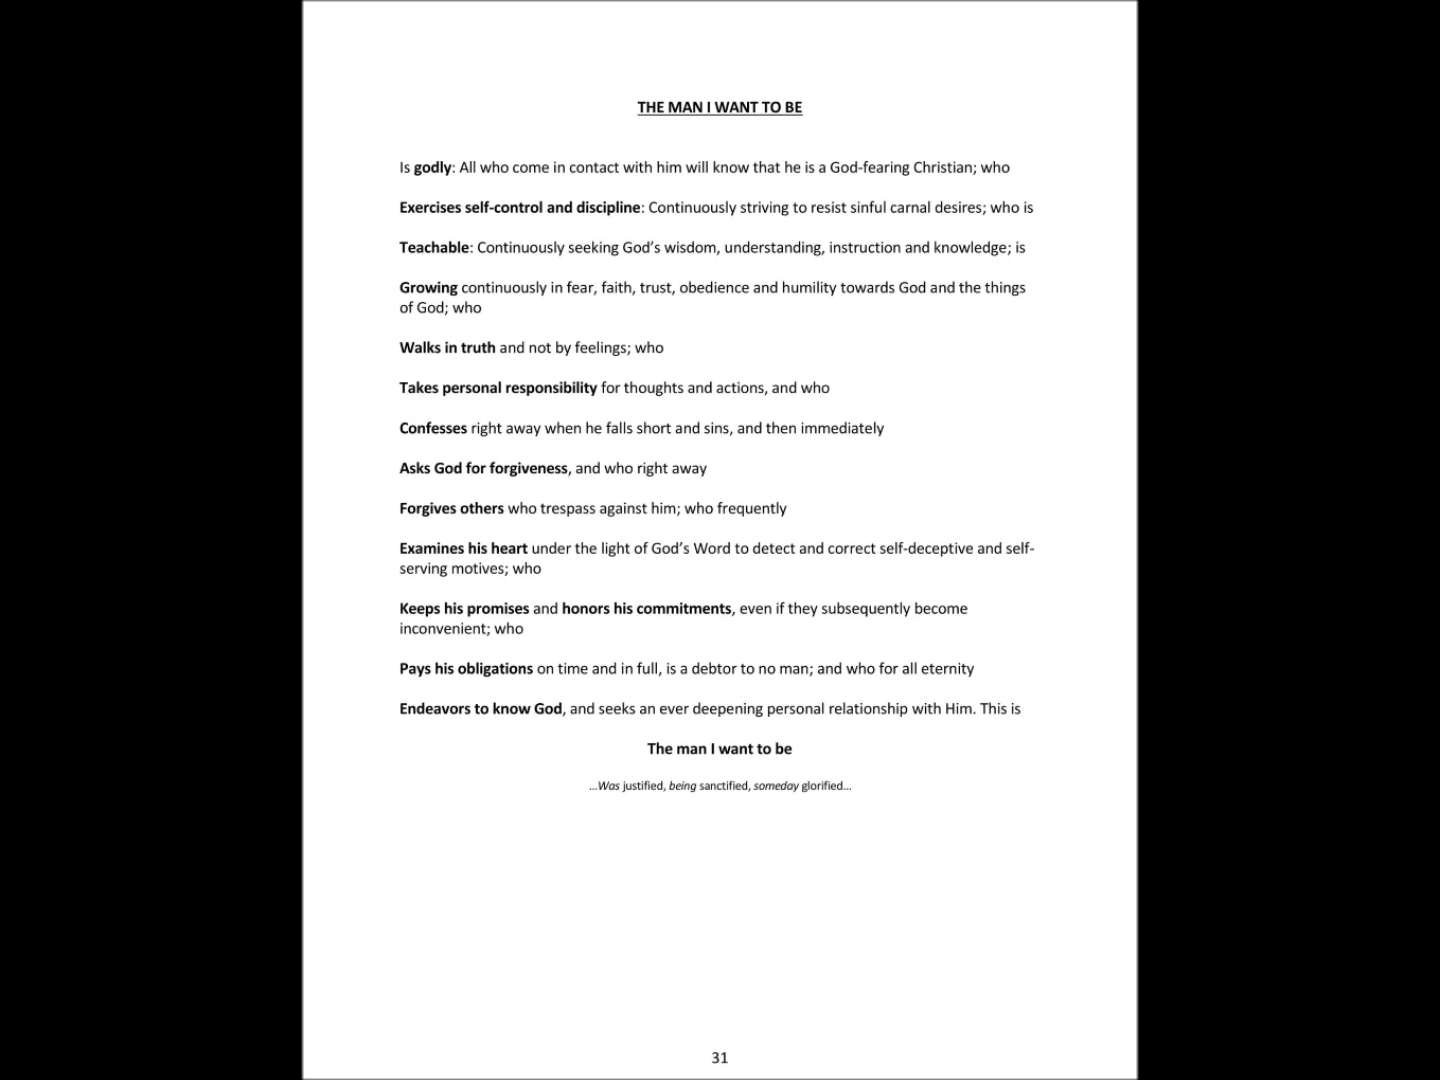 THE MAN I WANT TO BE
Is godly: All who come in contact with him will know that he is a God-fearing Christian; who
Exercises self-control and discipline: Continuously striving to resist sinful carnal desires; who is
Teachable: Continuously seeking God’s wisdom, understanding, instruction and knowledge; is
Growing continuously in fear, faith, trust, obedience and humility towards God and the things
of God; who
Walks in truth and not by feelings; who
Takes personal responsibility for thoughts and actions, and who
Confesses right away when he falls short and sins, and then immediately
Asks God for forgiveness, and who right away
Forgives others who trespass against him; who frequently
Examines his heart under the light of God’s Word to detect and correct self-deceptive and self-
serving motives; who
Keeps his promises and honors his commitments, even if they subsequently become
inconvenient; who
Pays his obligations on time and in full, is a debtor to no man; and who for all eternity
Endeavors to know God, and seeks an ever deepening personal relationship with Him. This is
The man I want to be
...Was justified, being sanctified, someday glorified...
31